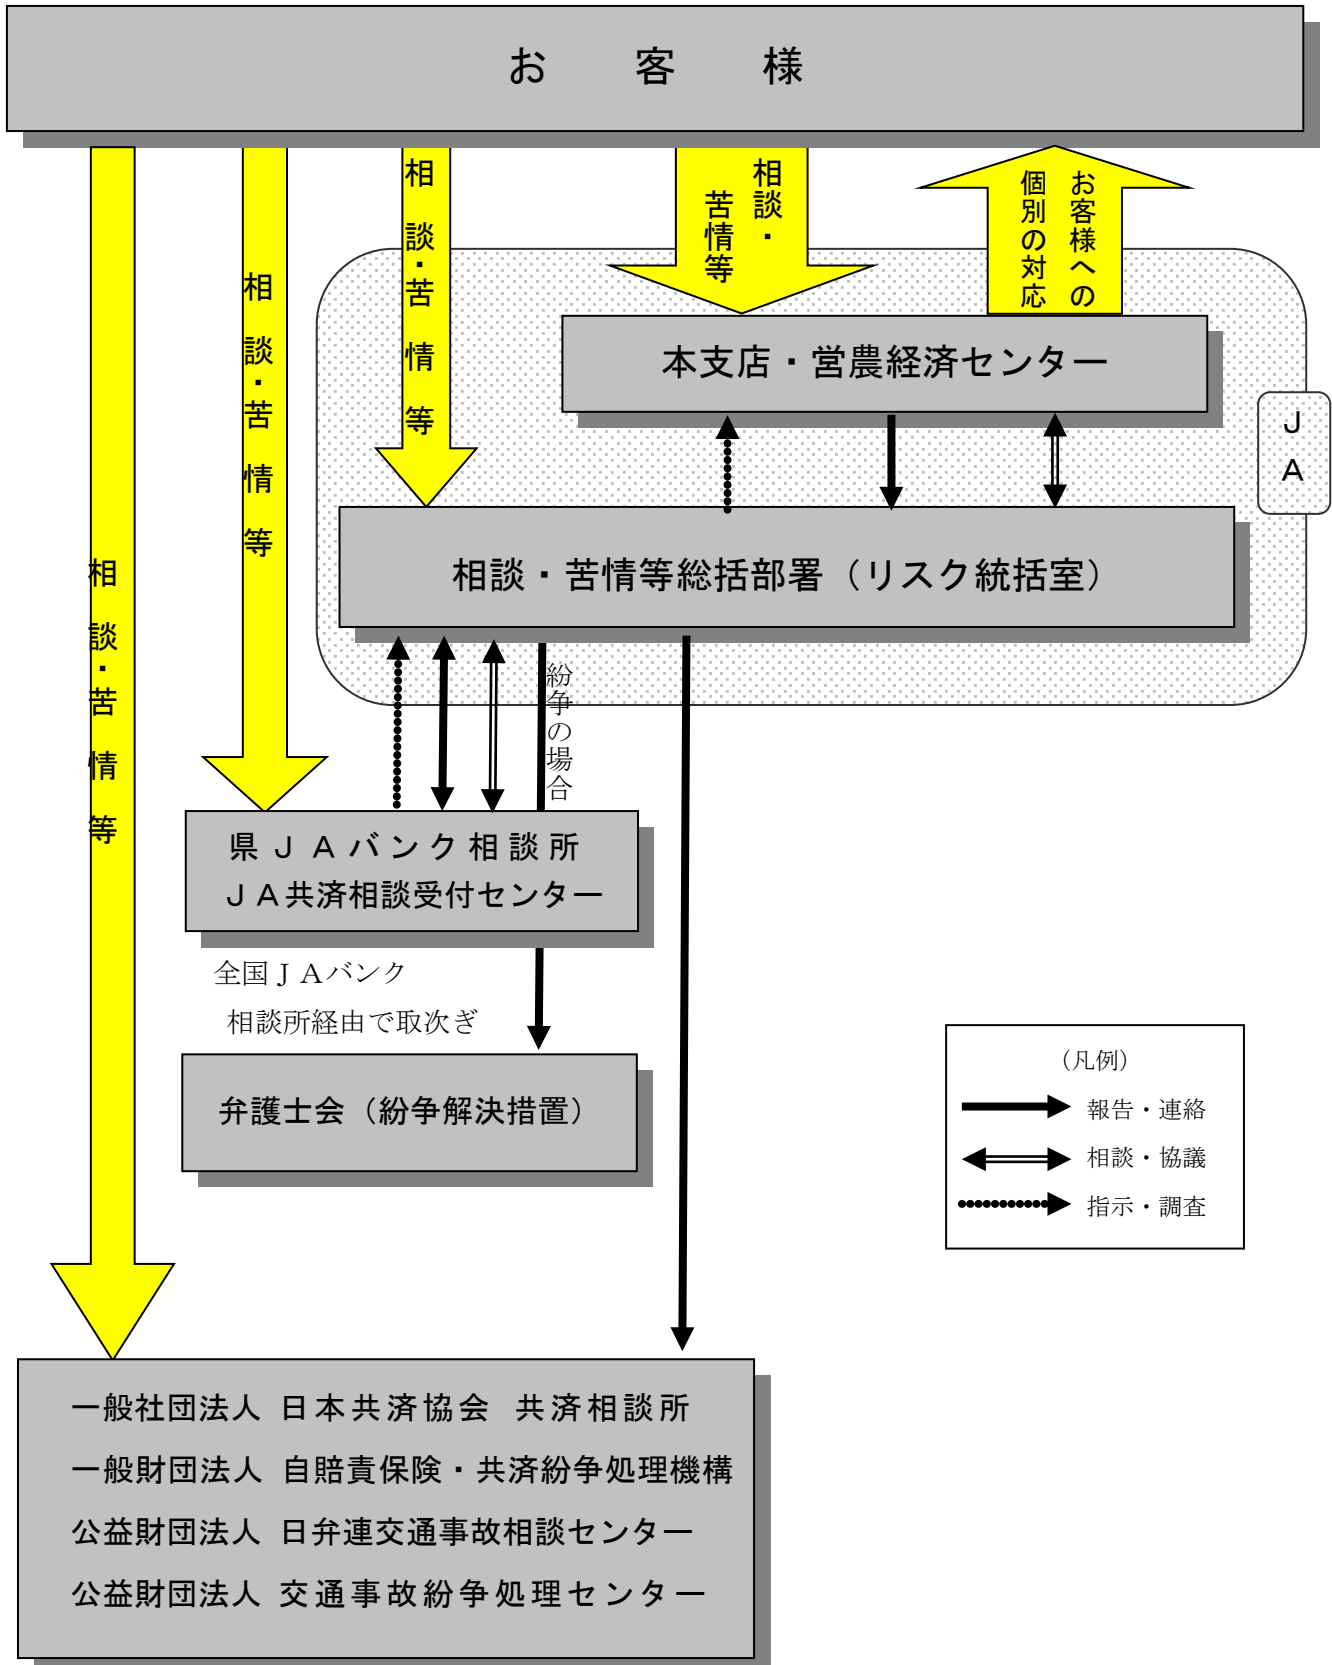 お　客　様
相談・苦情等
相談・苦情等
相談・苦情等
相談・
苦情等
お客様への
個別の対応
本支店・営農経済センター
ＪＡ
相談・苦情等総括部署（リスク統括室）
紛争の場合
県ＪＡバンク相談所
ＪＡ共済相談受付センター
全国ＪＡバンク
相談所経由で取次ぎ
弁護士会（紛争解決措置）
（凡例）
報告・連絡
相談・協議
指示・調査
一般社団法人 日本共済協会 共済相談所
一般財団法人 自賠責保険・共済紛争処理機構
公益財団法人 日弁連交通事故相談センター
公益財団法人 交通事故紛争処理センター